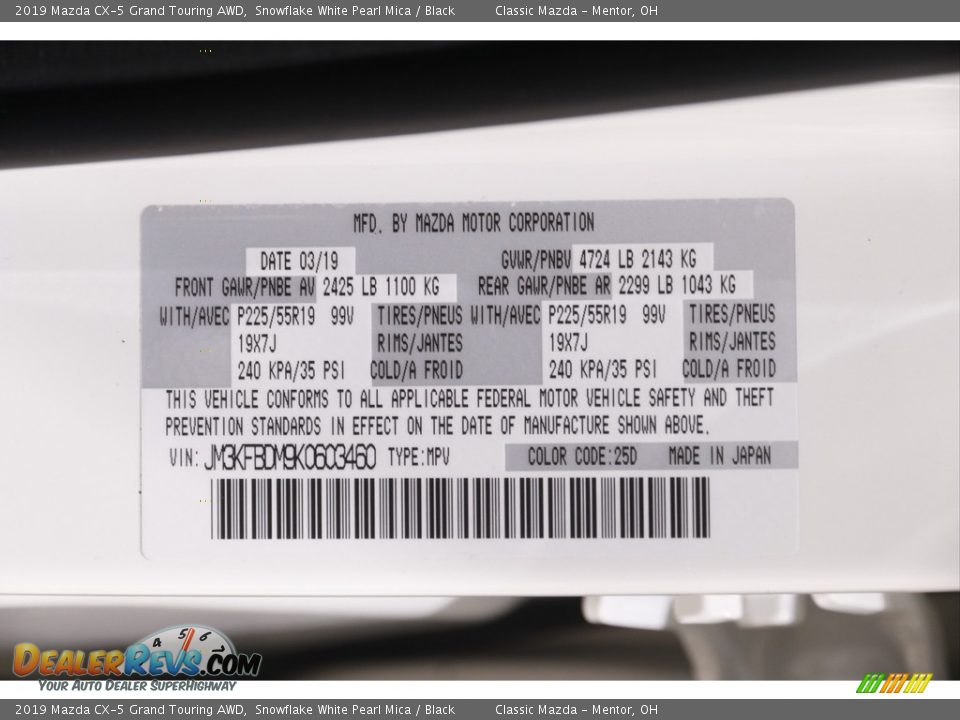 2019 Mazda CX-5 Grand Touring AWD, Snowflake White Pearl Mica / Black Classic Mazda - Mentor, OH
MFD. BY MAZDA MOTOR CORPORATION
DATE 03/19 GVWR/PNBV 4724 LB 2143 KG
FRONT GAWR/PNBE AV 2425 LB 1100 KG REAR GAWR/PNBE AR 2299 LB 1043 KG
WITH/AVEC P225/55R19 99V TIRES/PNEUS WITH/AVEC P225/55R19 99V TIRES/PNEUS
19X7J RIMS/JANTES 19X7J RIMS/JANTES
240 KPA/35 PSI COLD/A FROID 240 KPA/35 PSI COLD/A FROID
THIS VEHICLE CONFORMS TO ALL APPLICABLE FEDERAL MOTOR VEHICLE SAFETY AND THEFT
PREVENTION STANDARDS IN EFFECT ON THE DATE OF MANUFACTURE SHOWN ABOVE.
VIN: JM3KFBDM9K0603460 TYPE:MPV COLOR CODE:25D MADE IN JAPAN
4 5 6
DEALERREVS.COM
YOUR AUTO DEALER SUPERHIGHWAY
2019 Mazda CX-5 Grand Touring AWD, Snowflake White Pearl Mica / Black Classic Mazda - Mentor, OH